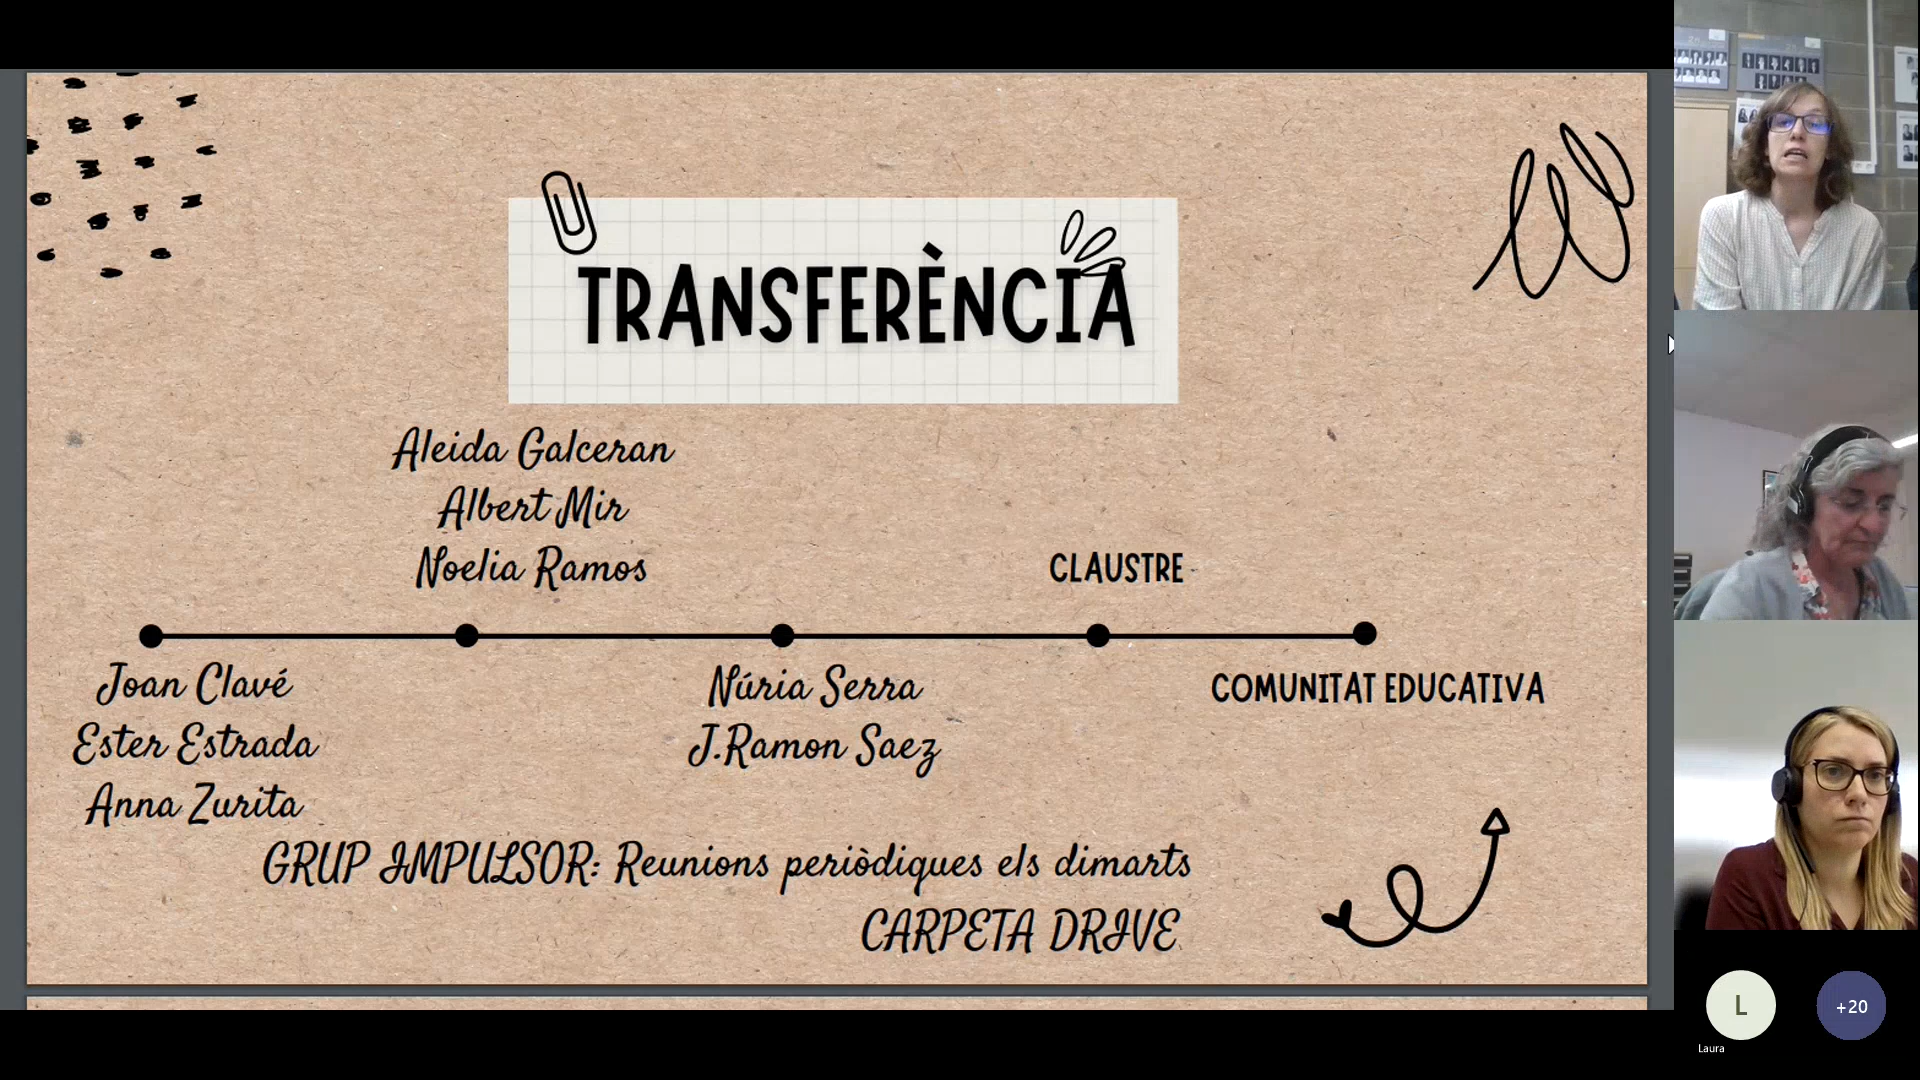 TRANSFERÈNCIA
Aleida Galceran
Albert Mir
Noelia Ramos
CLAUSTRE
Joan Clavé
Ester Estrada
Anna Zurita
Núria Serra
J.Ramon Saez
COMUNITAT EDUCATIVA
GRUP IMPULSOR: Reunions periòdiques els dimarts
CARPETA DRIVE
L
+20
Laura